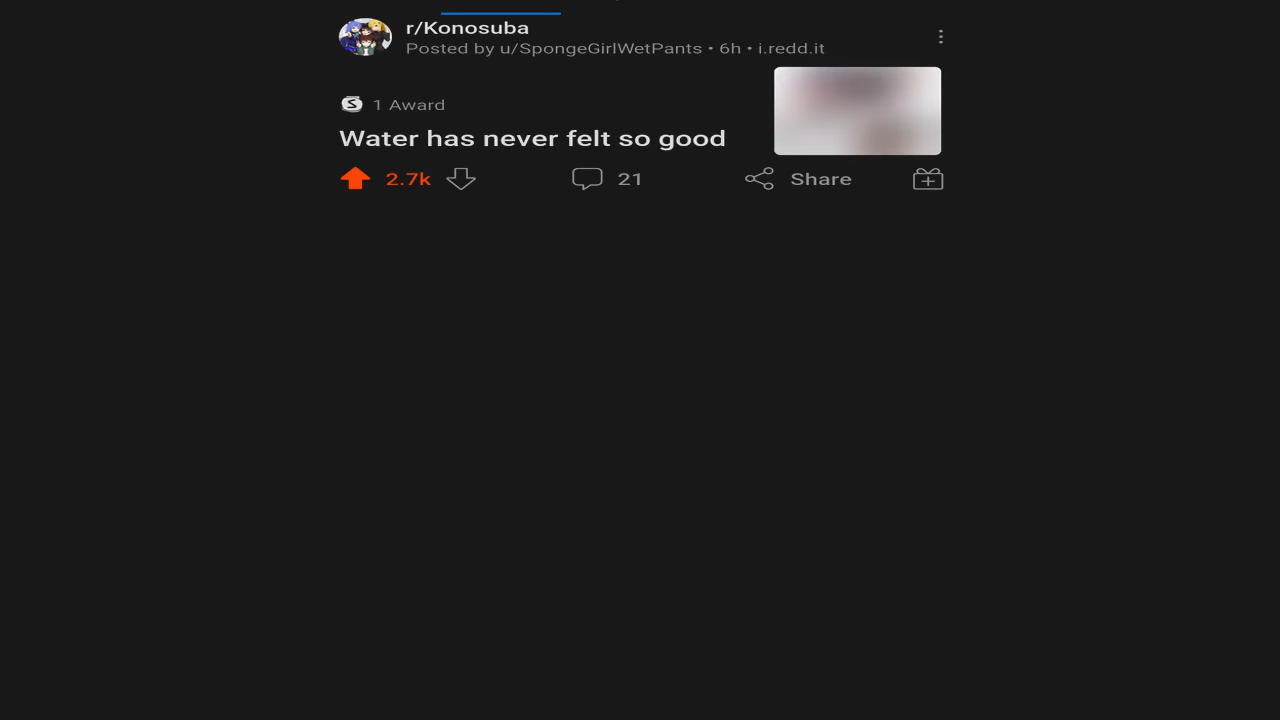 r/Konosuba
Posted by u/SpongeGirlWetPants • 6h • i.redd.it
1 Award
Water has never felt so good
2.7k
21
Share